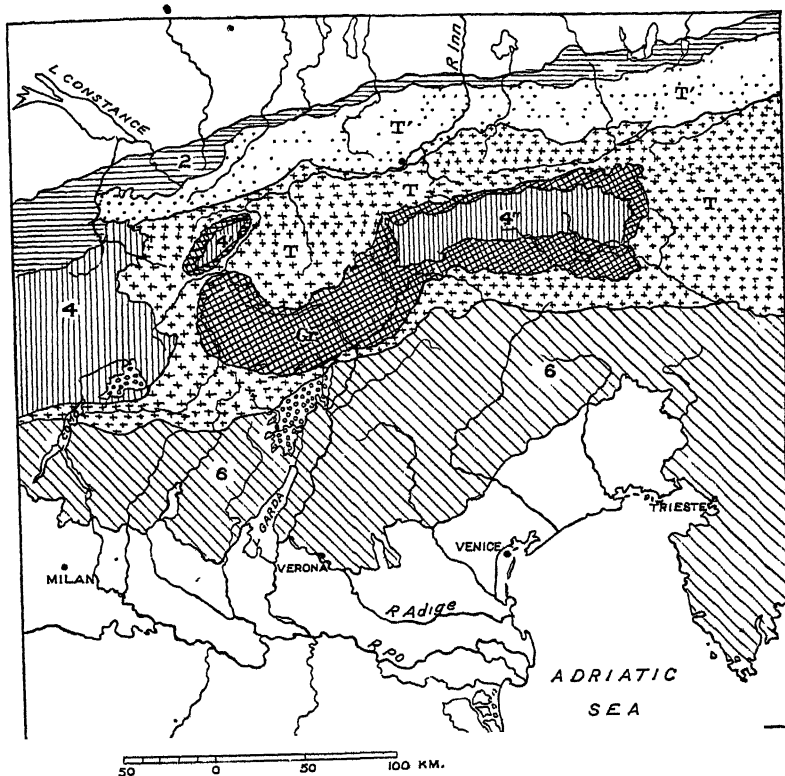 R Inn
L. CONSTANCE
T'
T'
2
T
T
4'
4"
T
4
G
6
6
L. GARDA
TRIESTE
VENICE
MILAN
VERONA
R Adige
R Po
ADRIATIC
SEA
50 0 50 100 KM.